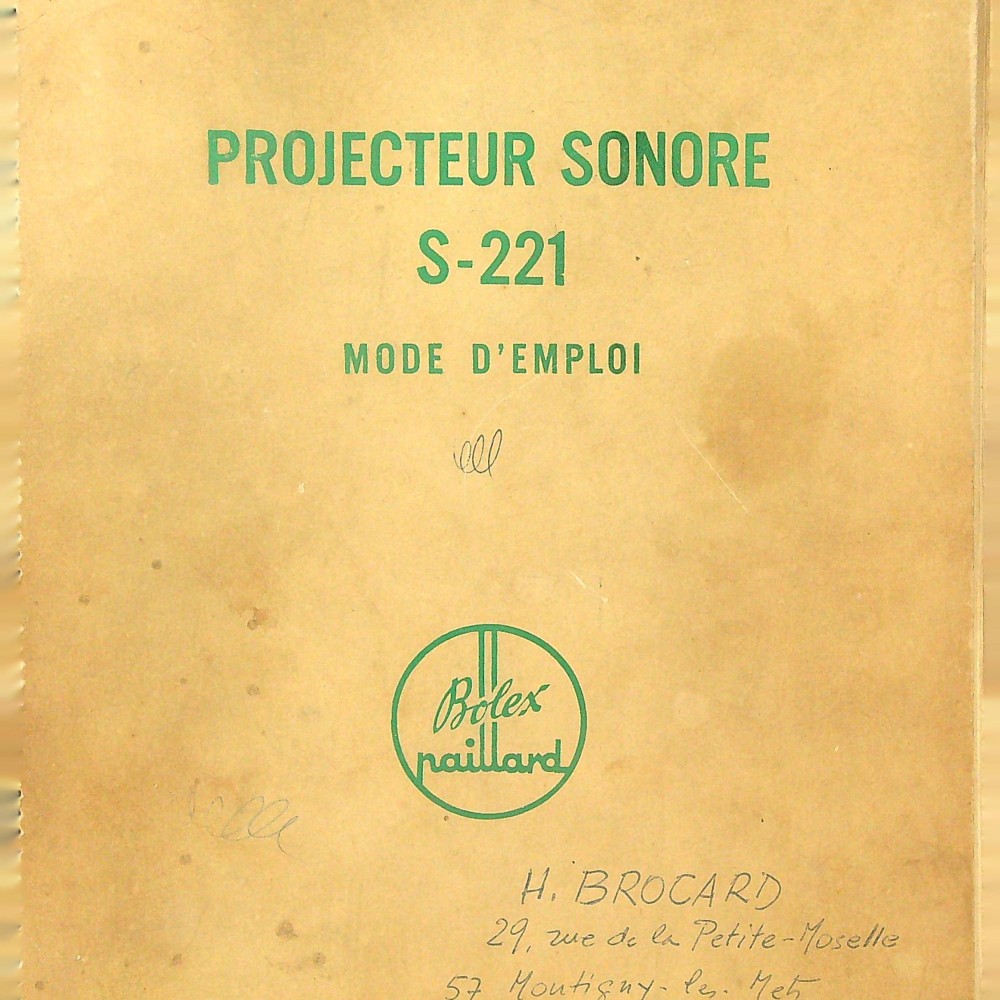 PROJECTEUR SONORE
S-221
MODE D'EMPLOI
Bolex
paillard
H. BROCARD
29, rue de la Petite-Moselle
57 Montigny-les-Metz